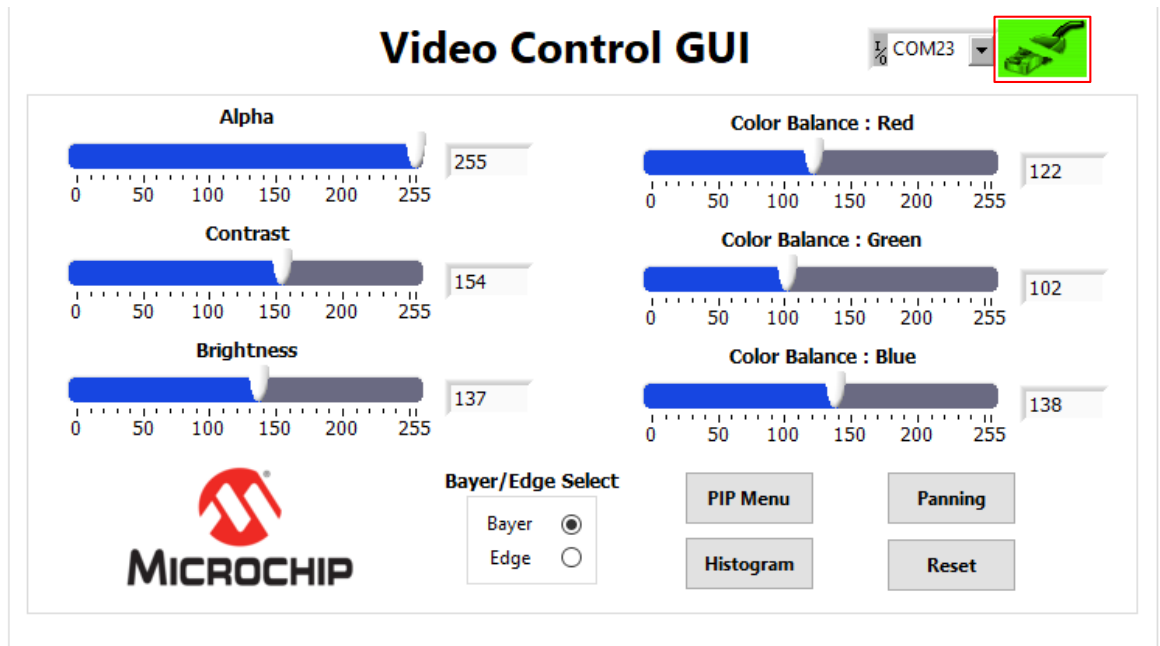 Video Control GUI
I/O COM23
Alpha
255
0 50 100 150 200 255
Contrast
154
0 50 100 150 200 255
Brightness
137
0 50 100 150 200 255
Color Balance : Red
122
0 50 100 150 200 255
Color Balance : Green
102
0 50 100 150 200 255
Color Balance : Blue
138
0 50 100 150 200 255
MICROCHIP
Bayer/Edge Select
Bayer
Edge
PIP Menu
Panning
Histogram
Reset